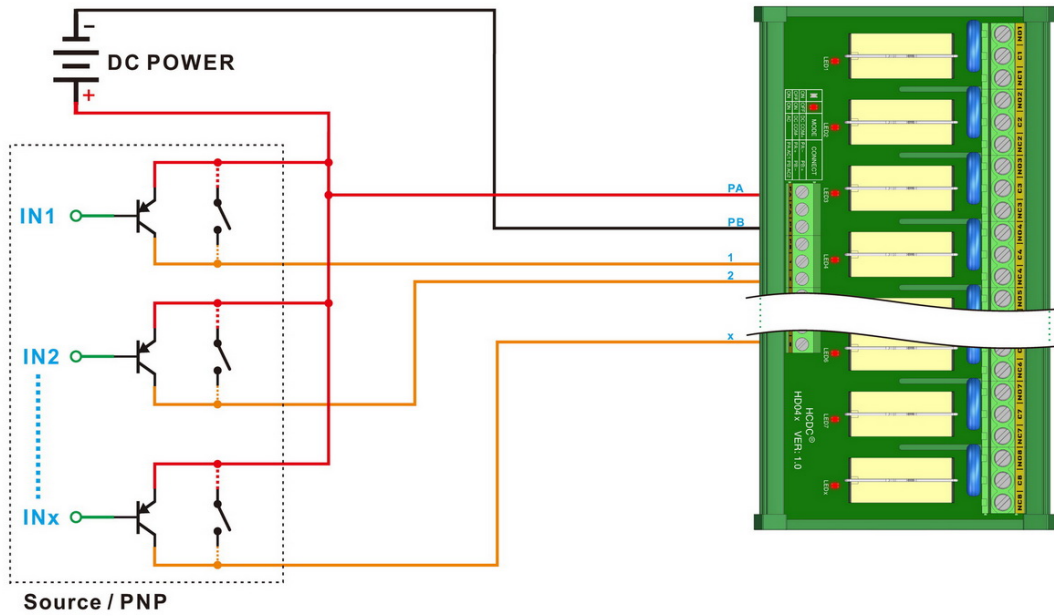 −
DC POWER
+
IN1
IN2
INx
Source / PNP
PA
PB
1
2
x
LED1
LED2
LED3
LED4
LED6
LED7
LEDx
MODE
CONNECT
HCDC®
HD04x VER: 1.0
NO1
C1
NC1
NO2
C2
NC2
NO3
C3
NC3
NO4
C4
NC4
NO5
NC6
NO7
C7
NC7
NO8
C8
NC8